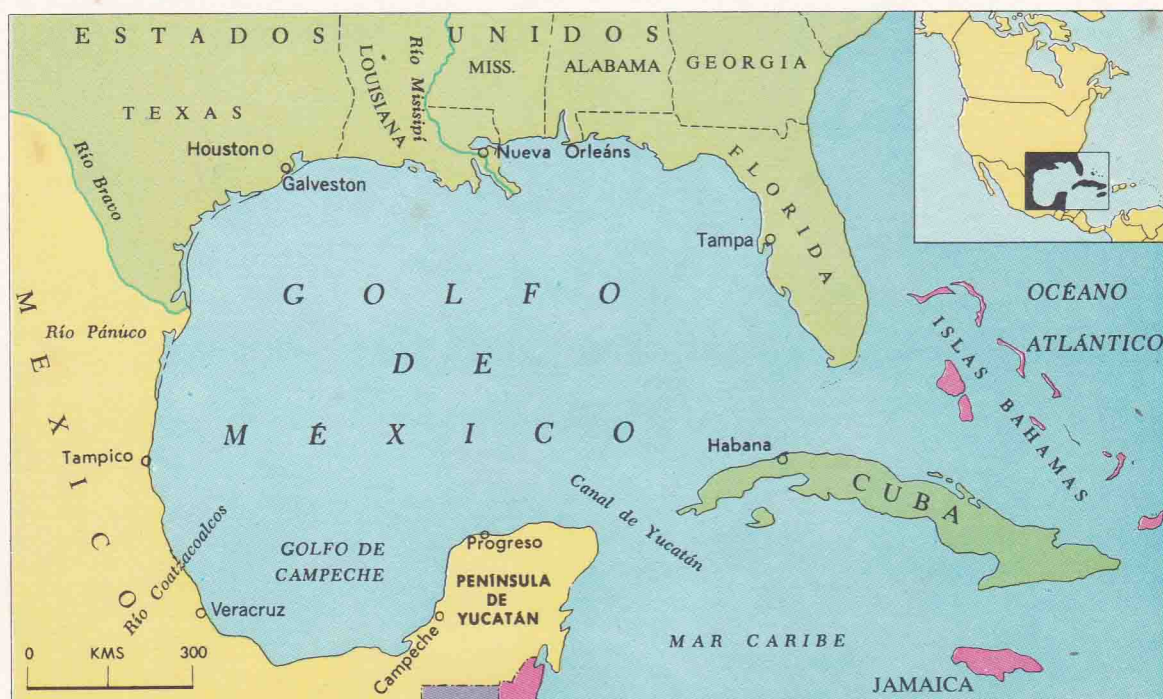 ESTADOS UNIDOS
LOUISIANA
Río Misisipí
MISS.
ALABAMA
GEORGIA
TEXAS
Houston
Galveston
Nueva Orleáns
FLORIDA
Río Bravo
Tampa
GOLFO
DE
MÉXICO
OCÉANO
ATLÁNTICO
ISLAS BAHAMAS
MEXICO
Río Pánuco
Tampico
Habana
CUBA
Canal de Yucatán
Río Coatzacoalcos
GOLFO DE
CAMPECHE
Progreso
PENÍNSULA
DE
YUCATÁN
Veracruz
Campeche
MAR CARIBE
JAMAICA
0 KMS 300